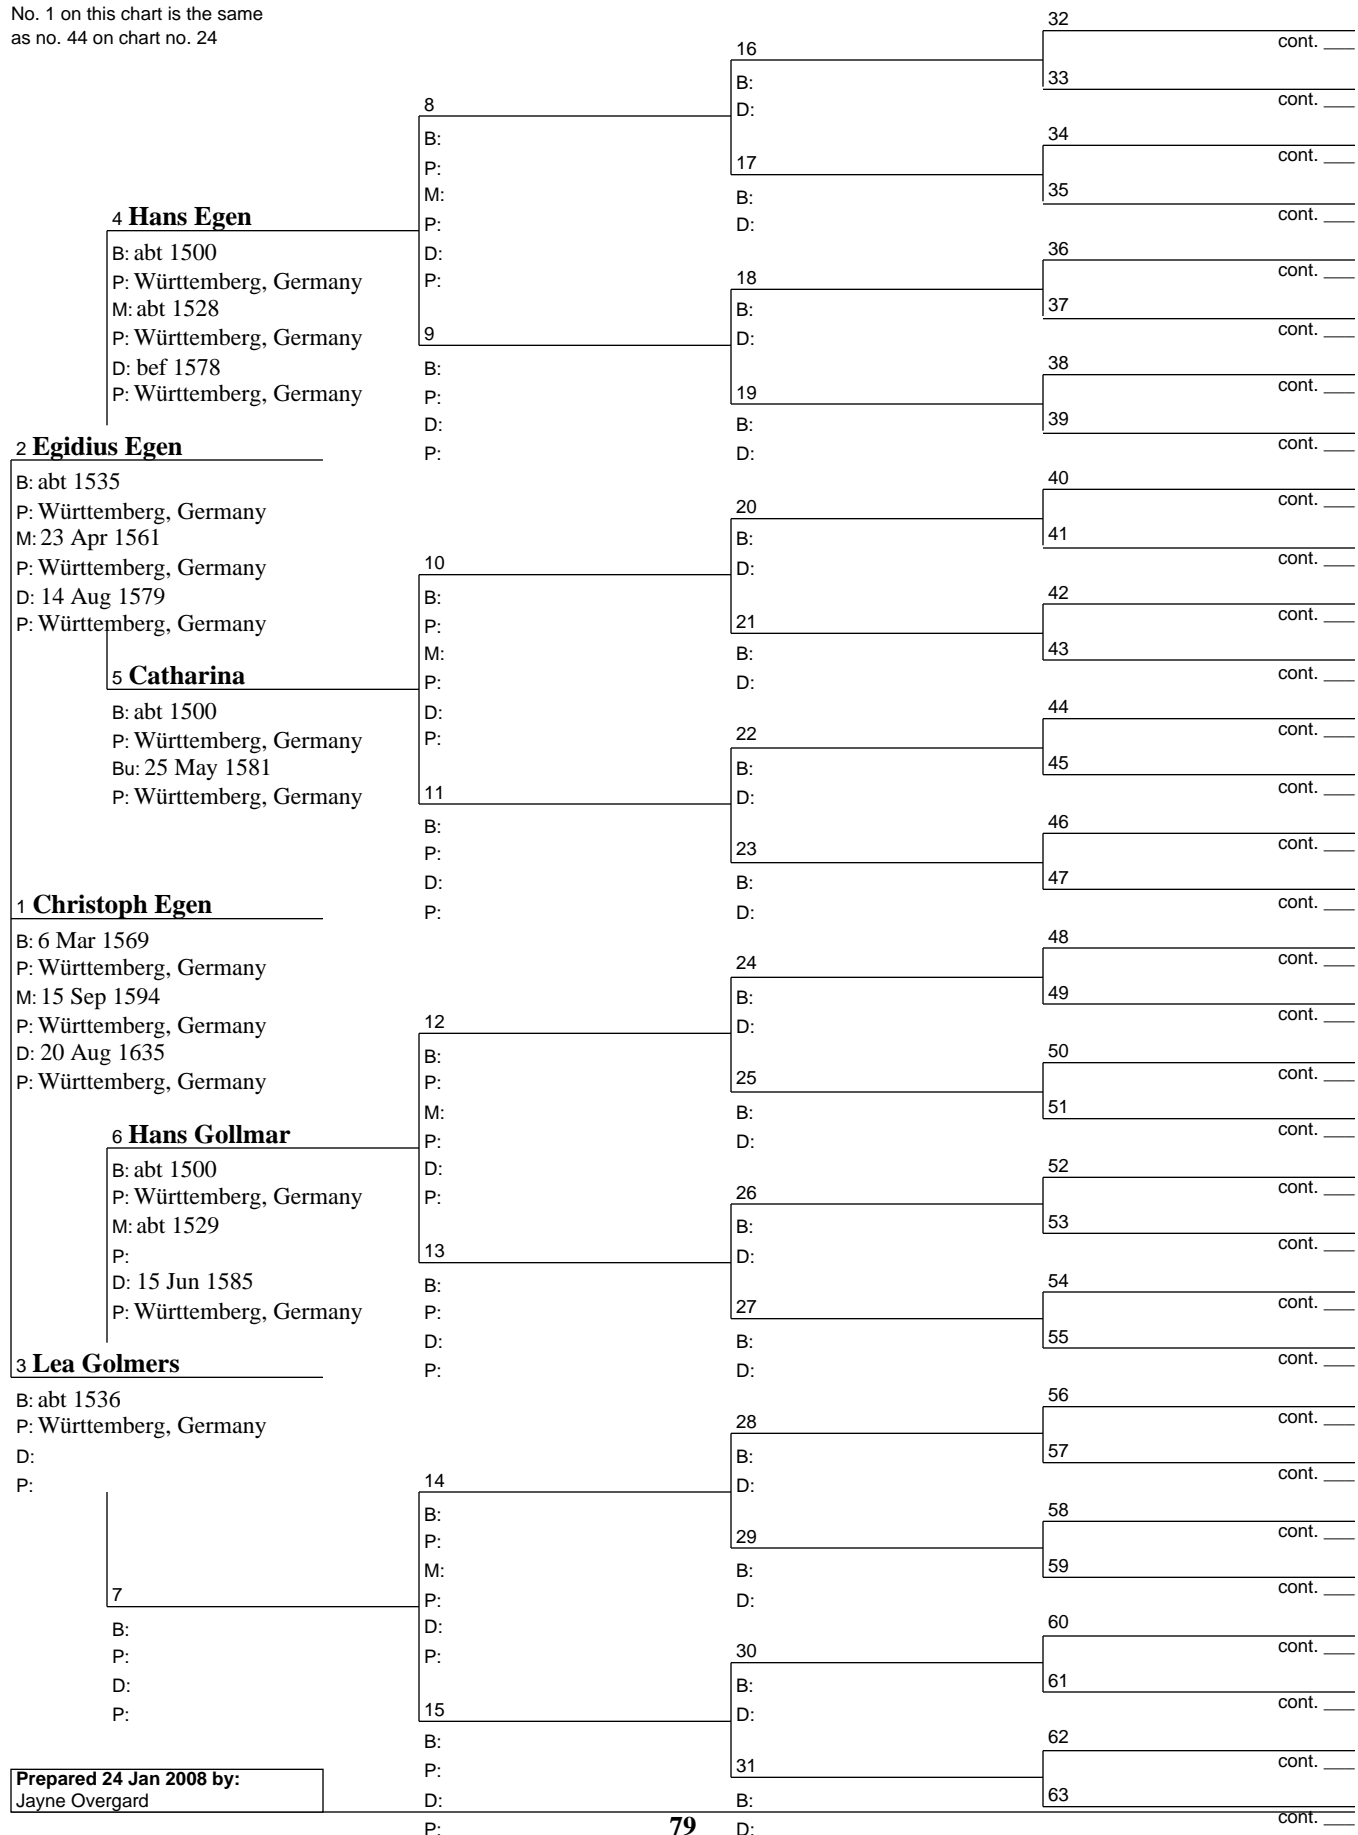 No. 1 on this chart is the same
as no. 44 on chart no. 24
4 Hans Egen
B: abt 1500
P: Württemberg, Germany
M: abt 1528
P: Württemberg, Germany
D: bef 1578
P: Württemberg, Germany
2 Egidius Egen
B: abt 1535
P: Württemberg, Germany
M: 23 Apr 1561
P: Württemberg, Germany
D: 14 Aug 1579
P: Württemberg, Germany
5 Catharina
B: abt 1500
P: Württemberg, Germany
Bu: 25 May 1581
P: Württemberg, Germany
1 Christoph Egen
B: 6 Mar 1569
P: Württemberg, Germany
M: 15 Sep 1594
P: Württemberg, Germany
D: 20 Aug 1635
P: Württemberg, Germany
6 Hans Gollmar
B: abt 1500
P: Württemberg, Germany
M: abt 1529
P:
D: 15 Jun 1585
P: Württemberg, Germany
3 Lea Golmers
B: abt 1536
P: Württemberg, Germany
D:
P:
7
B:
P:
D:
P:
8
B:
P:
M:
P:
D:
P:
9
B:
P:
D:
P:
10
B:
P:
M:
P:
D:
P:
11
B:
P:
D:
P:
12
B:
P:
M:
P:
D:
P:
13
B:
P:
D:
P:
14
B:
P:
M:
P:
D:
P:
15
B:
P:
D:
P:
16
B:
D:
17
B:
D:
18
B:
D:
19
B:
D:
20
B:
D:
21
B:
D:
22
B:
D:
23
B:
D:
24
B:
D:
25
B:
D:
26
B:
D:
27
B:
D:
28
B:
D:
29
B:
D:
30
B:
D:
31
B:
D:
32
cont. ___
33
cont. ___
34
cont. ___
35
cont. ___
36
cont. ___
37
cont. ___
38
cont. ___
39
cont. ___
40
cont. ___
41
cont. ___
42
cont. ___
43
cont. ___
44
cont. ___
45
cont. ___
46
cont. ___
47
cont. ___
48
cont. ___
49
cont. ___
50
cont. ___
51
cont. ___
52
cont. ___
53
cont. ___
54
cont. ___
55
cont. ___
56
cont. ___
57
cont. ___
58
cont. ___
59
cont. ___
60
cont. ___
61
cont. ___
62
cont. ___
63
cont. ___
Prepared 24 Jan 2008 by:
Jayne Overgard
79